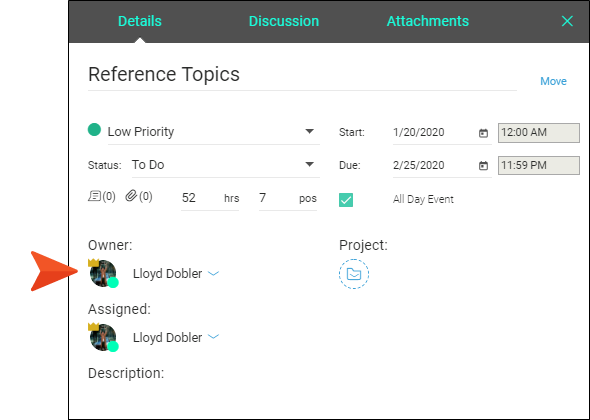 Details Discussion Attachments
Reference Topics
Move
Low Priority
Start: 1/20/2020 12:00 AM
Status: To Do
Due: 2/25/2020 11:59 PM
(0) (0) 52 hrs 7 pos
All Day Event
Owner:
Project:
Lloyd Dobler
Assigned:
Lloyd Dobler
Description: